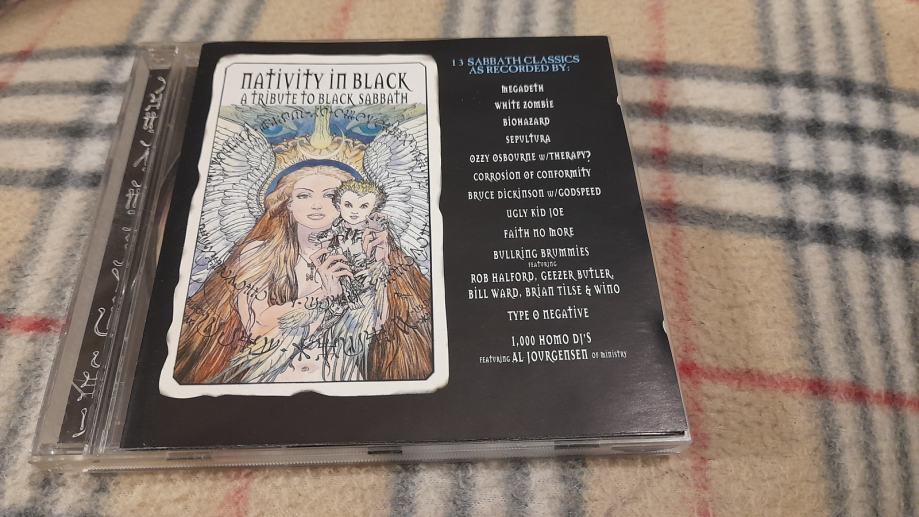 NATIVITY IN BLACK
A TRIBUTE TO BLACK SABBATH
13 SABBATH CLASSICS
AS RECORDED BY:
MEGADETH
WHITE ZOMBIE
BIOHAZARD
SEPULTURA
OZZY OSBOURNE W/THERAPY?
CORROSION OF CONFORMITY
BRUCE DICKINSON W/GODSPEED
UGLY KID JOE
FAITH NO MORE
BULLRING BRUMMIES
FEATURING
ROB HALFORD, GEEZER BUTLER,
BILL WARD, BRIAN TILSE & WINO
TYPE O NEGATIVE
1,000 HOMO DJ'S
FEATURING AL JOURGENSEN OF MINISTRY